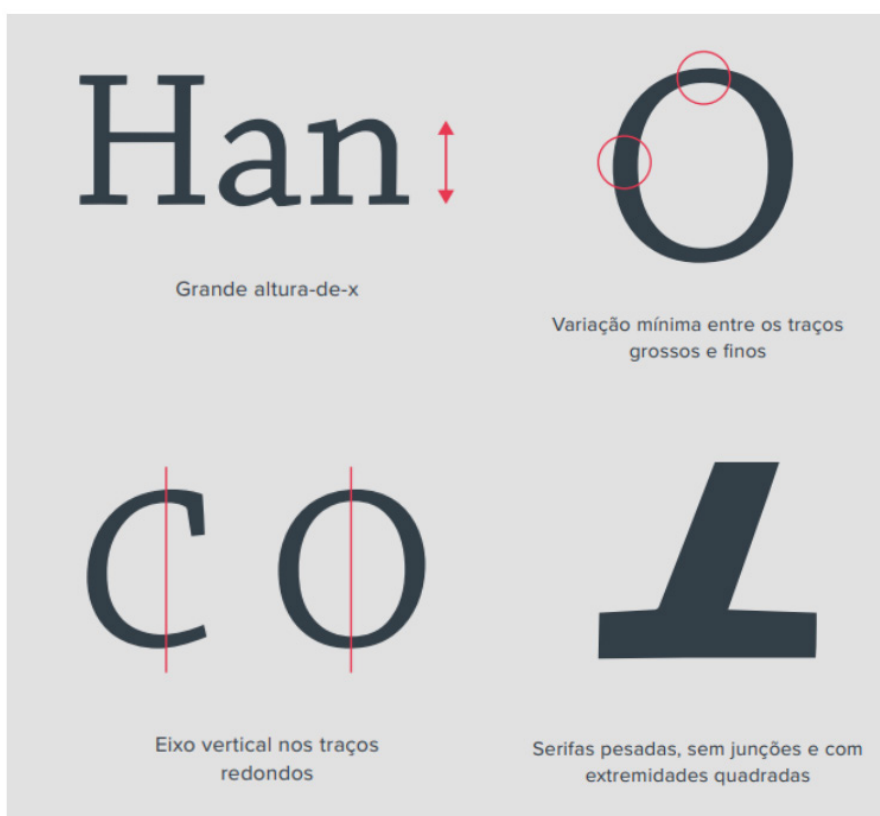 Han
O
Grande altura-de-x
Variação mínima entre os traços
grossos e finos
C O
Eixo vertical nos traços
redondos
Serifas pesadas, sem junções e com
extremidades quadradas